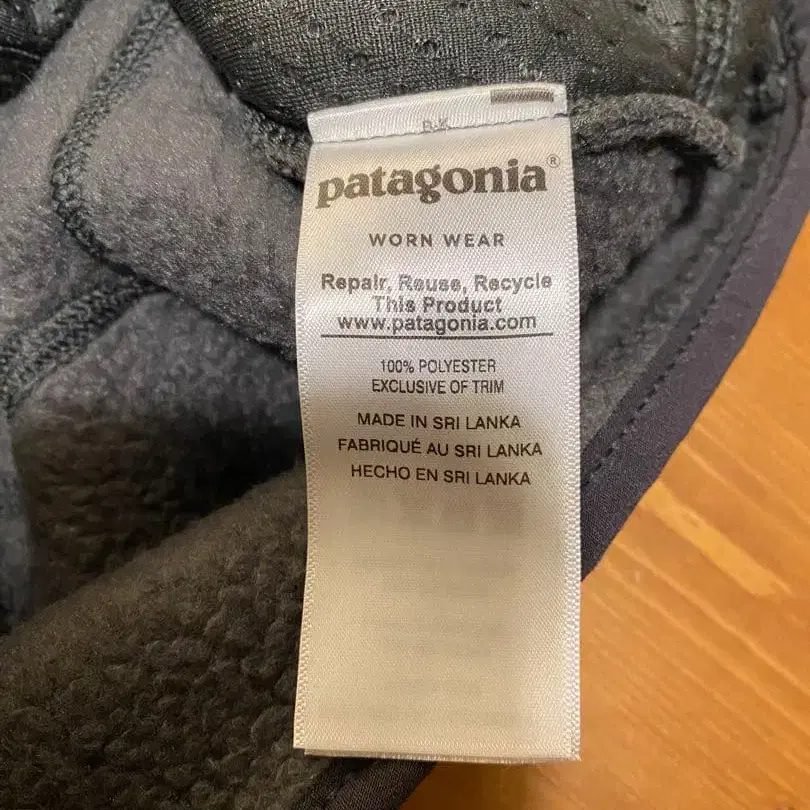 patagonia®
WORN WEAR
Repair, Reuse, Recycle
This Product
www.patagonia.com
100% POLYESTER
EXCLUSIVE OF TRIM
MADE IN SRI LANKA
FABRIQUÉ AU SRI LANKA
HECHO EN SRI LANKA